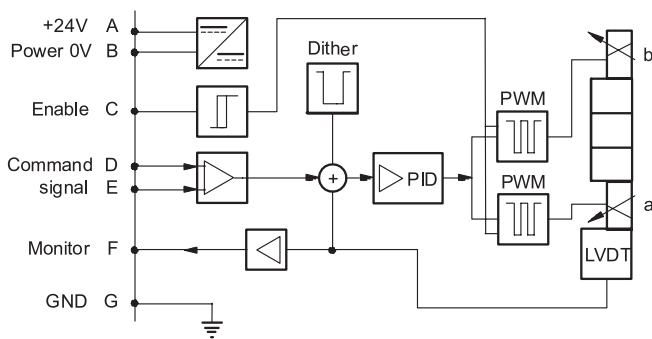 +24V A
Power 0V B
Dither
b
Enable C
PWM
Command D
signal E
+
PID
PWM
a
Monitor F
LVDT
GND G